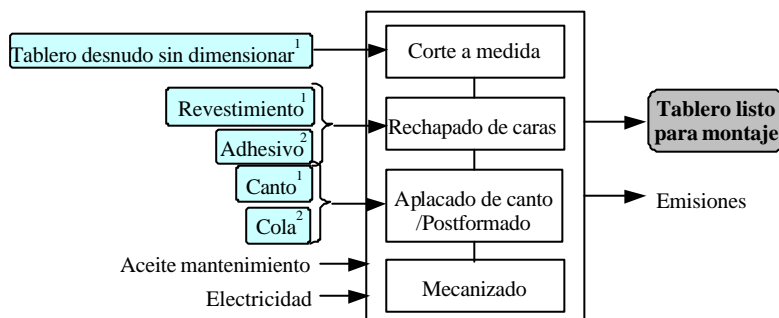 Tablero desnudo sin dimensionar¹
Corte a medida
Revestimiento¹
Adhesivo²
Rechapado de caras
Tablero listo
para montaje
Canto¹
Cola²
Aplacado de canto
/Postformado
Emisiones
Aceite mantenimiento
Electricidad
Mecanizado